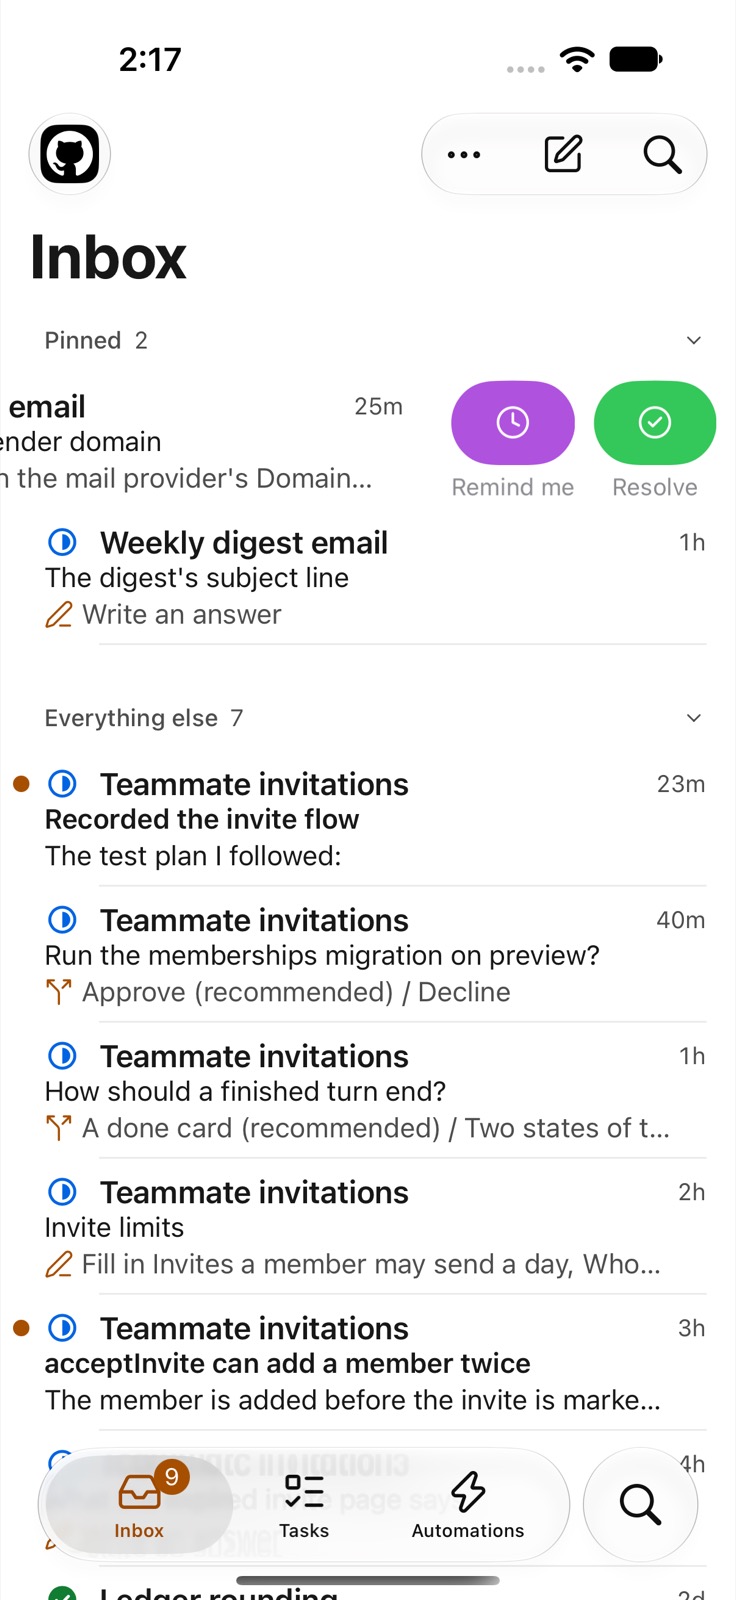 2:17
Inbox
Pinned 2
email 25m
ender domain
n the mail provider's Domain...
Remind me Resolve
Weekly digest email 1h
The digest's subject line
Write an answer
Everything else 7
Teammate invitations 23m
Recorded the invite flow
The test plan I followed:
Teammate invitations 40m
Run the memberships migration on preview?
Approve (recommended) / Decline
Teammate invitations 1h
How should a finished turn end?
A done card (recommended) / Two states of t...
Teammate invitations 2h
Invite limits
Fill in Invites a member may send a day, Who...
Teammate invitations 3h
acceptInvite can add a member twice
The member is added before the invite is marke...
4h
9
Inbox Tasks Automations
Ledger rounding 2d